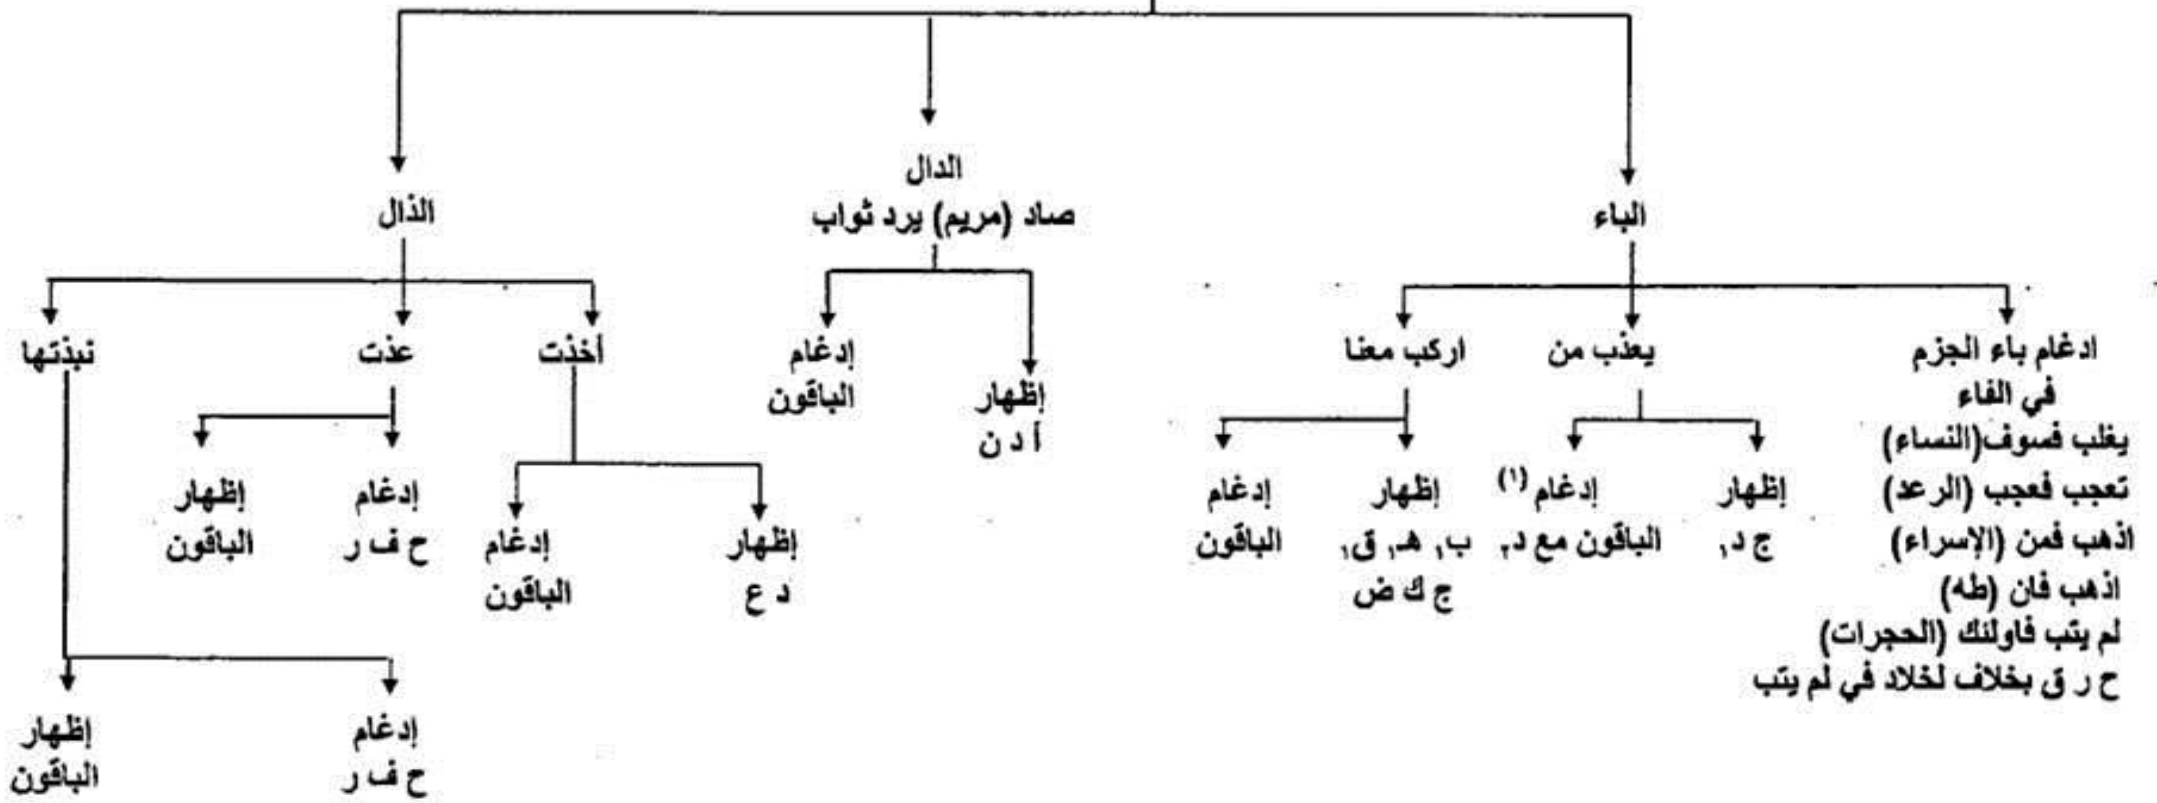 الباء
ادغام باء الجزم
في الفاء
يغلب فسوف(النساء)
تعجب فعجب (الرعد)
اذهب فمن (الإسراء)
اذهب فان (طه)
لم يتب فاولئك (الحجرات)
ح ر ق بخلاف لخلاد في لم يتب
يعذب من
إظهار
ج د,
إدغام (١)
الباقون مع د,
اركب معنا
إظهار
ب, هـ, ق,
ج ك ض
إدغام
الباقون
الدال
صاد (مريم) يرد ثواب
إظهار
أ د ن
إدغام
الباقون
الذال
أخذت
إظهار
د ع
إدغام
الباقون
عذت
إدغام
ح ف ر
إظهار
الباقون
نبذتها
إدغام
ح ف ر
إظهار
الباقون